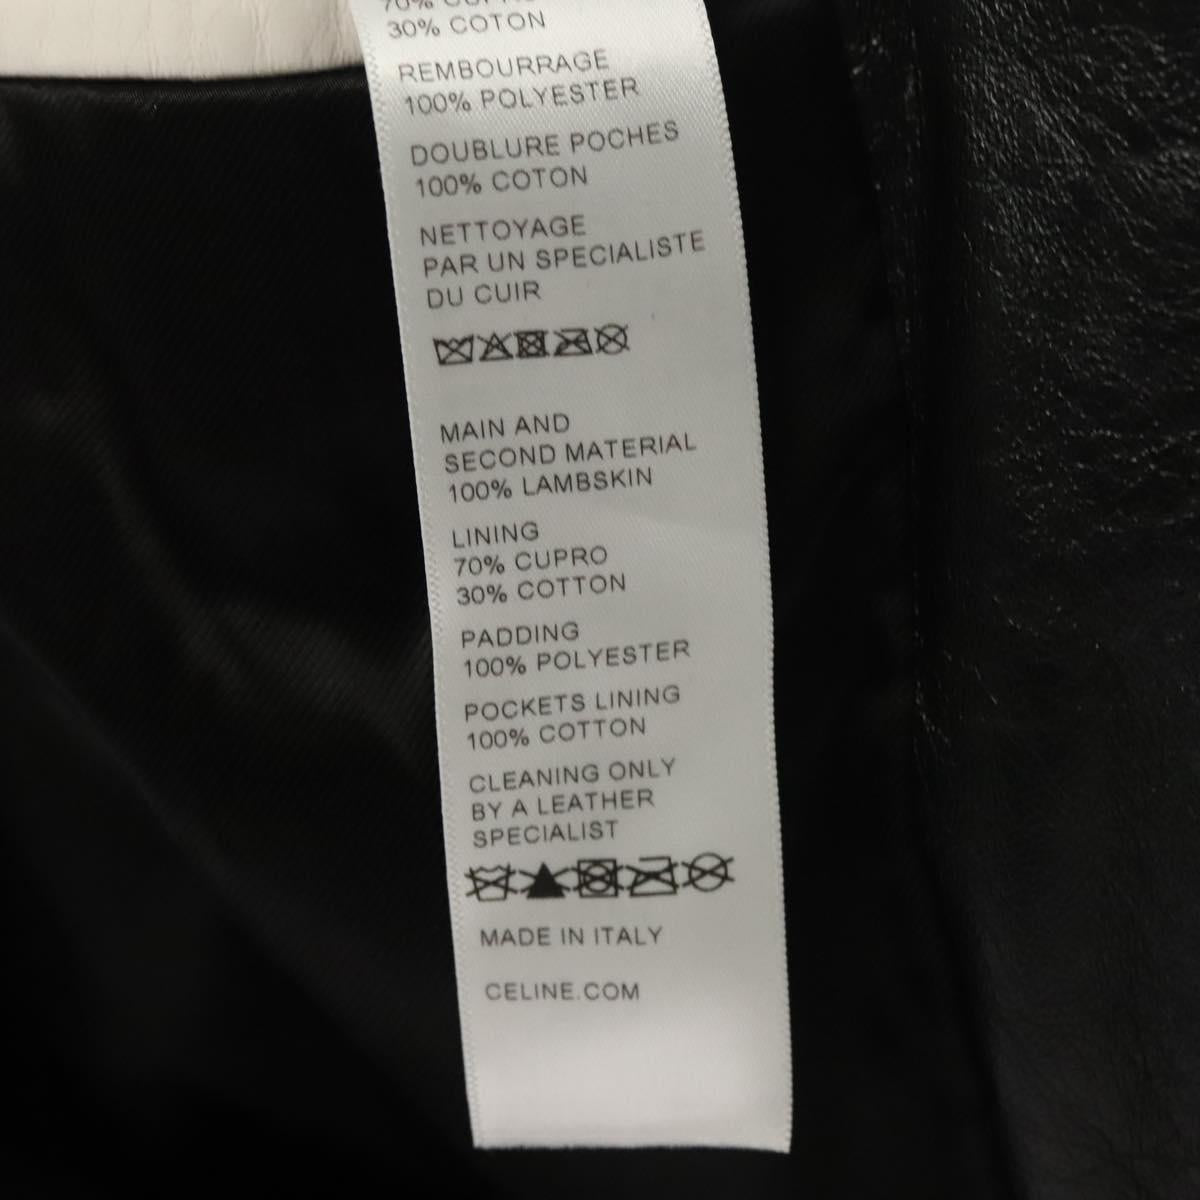 70% CUPRO
30% COTON
REMBOURRAGE
100% POLYESTER
DOUBLURE POCHES
100% COTON
NETTOYAGE
PAR UN SPECIALISTE
DU CUIR
MAIN AND
SECOND MATERIAL
100% LAMBSKIN
LINING
70% CUPRO
30% COTTON
PADDING
100% POLYESTER
POCKETS LINING
100% COTTON
CLEANING ONLY
BY A LEATHER
SPECIALIST
MADE IN ITALY
CELINE.COM